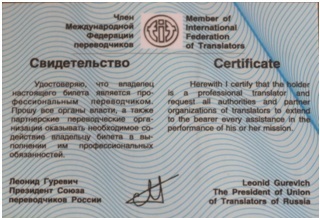 Член
Международной
Федерации
переводчиков
Member of
International
Federation
of Translators
Свидетельство
Удостоверяю, что владелец
настоящего билета является про-
фессиональным переводчиком.
Прошу все органы власти, а также
партнерские переводческие орга-
низации оказывать необходимое со-
действие владельцу билета в вы-
полнении им профессиональных
обязанностей.
Леонид Гуревич
Президент Союза
переводчиков России
Certificate
Herewith I certify that the holder
is a professional translator and
request all authorities and partner
organizations of translators to extend
to the bearer every assistance in the
performance of his or her mission.
Leonid Gurevich
The President of Union
of Translators of Russia